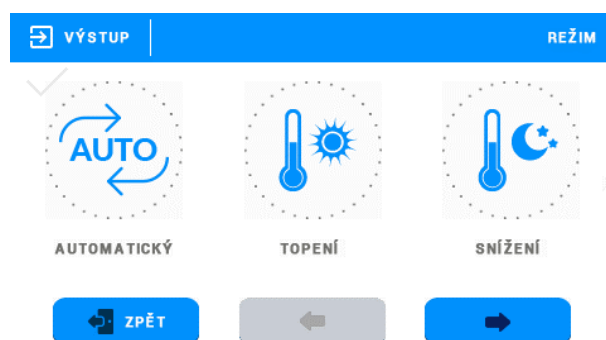 VÝSTUP
REŽIM
AUTO
AUTOMATICKÝ
TOPENÍ
SNÍŽENÍ
ZPĚT